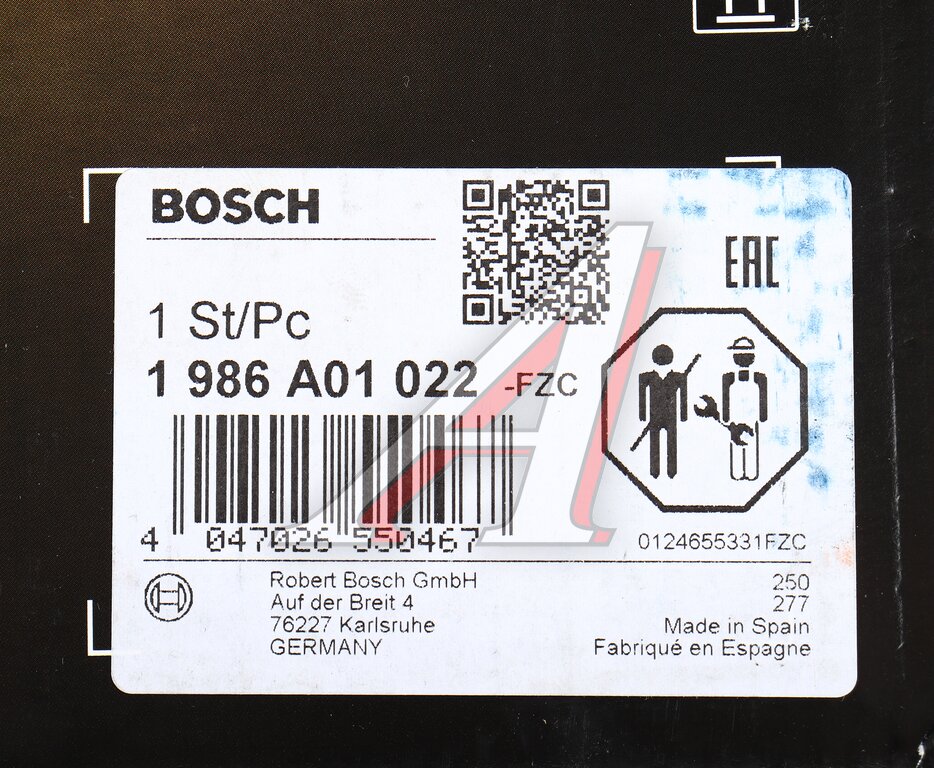 BOSCH
EAC
1 St/Pc
1 986 A01 022 -FZC
4 047026 550467
0124655331FZC
Robert Bosch GmbH
Auf der Breit 4
76227 Karlsruhe
GERMANY
250
277
Made in Spain
Fabriqué en Espagne